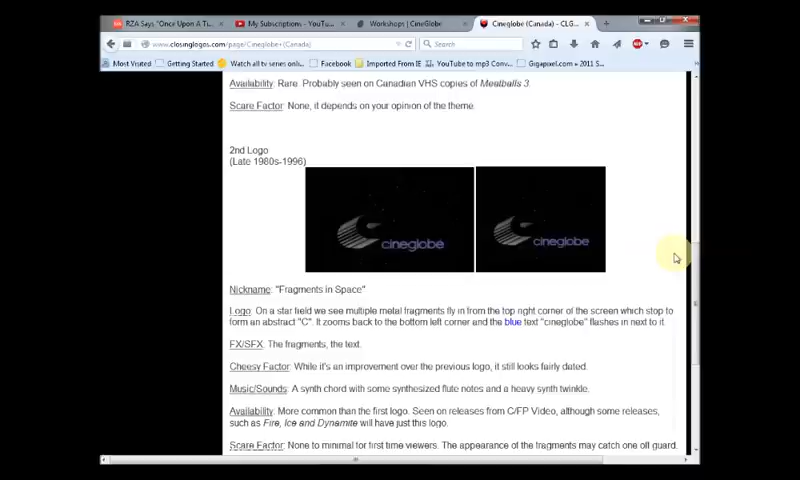 RZA Says "Once Upon A Ti...
My Subscriptions - YouTu...
Workshops | CineGlobe
Cineglobe (Canada) - CLG...
www.closinglogos.com/page/Cineglobe+(Canada)
Search
Most Visited
Getting Started
Watch all tv series onlin...
Facebook
Imported From IE
YouTube to mp3 Conv...
Gigapixel.com » 2011 S...
Availability: Rare. Probably seen on Canadian VHS copies of Meatballs 3.
Scare Factor: None, it depends on your opinion of the theme.
2nd Logo
(Late 1980s-1996)
cineglobe
cineglobe
Nickname: "Fragments in Space"
Logo: On a star field we see multiple metal fragments fly in from the top right corner of the screen which stop to
form an abstract "C". It zooms back to the bottom left corner and the blue text "cineglobe" flashes in next to it.
FX/SFX: The fragments, the text.
Cheesy Factor: While it's an improvement over the previous logo, it still looks fairly dated.
Music/Sounds: A synth chord with some synthesized flute notes and a heavy synth twinkle.
Availability: More common than the first logo. Seen on releases from C/FP Video, although some releases,
such as Fire, Ice and Dynamite will have just this logo.
Scare Factor: None to minimal for first time viewers. The appearance of the fragments may catch one off guard.